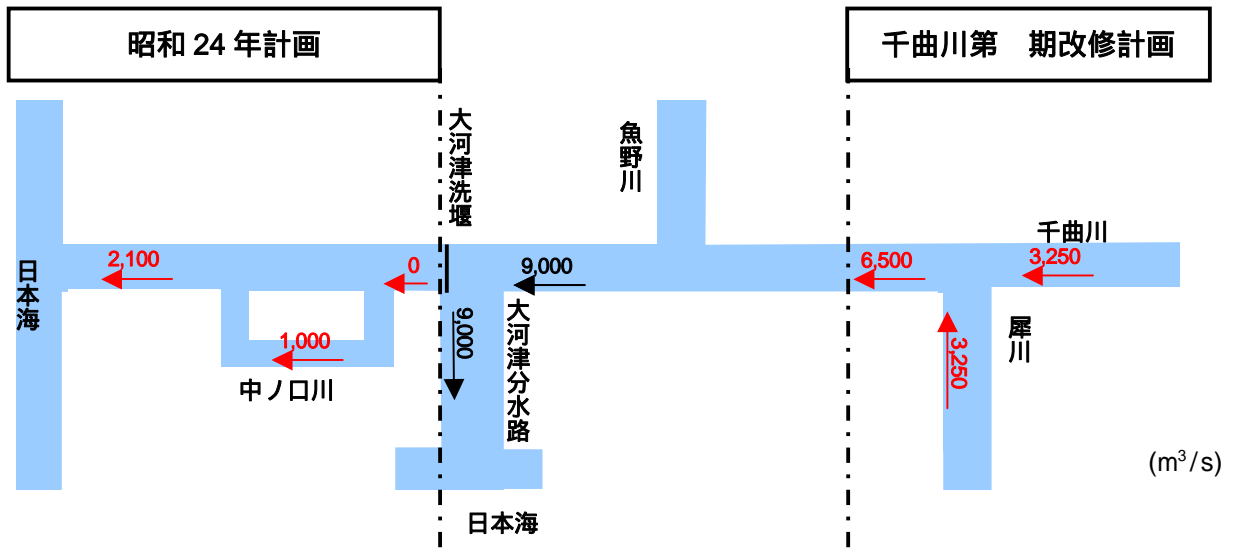 昭和 24 年計画
千曲川第　期改修計画
大河津洗堰
魚野川
千曲川
日本海
2,100
0
9,000
6,500
3,250
9,000
大河津分水路
1,000
中ノ口川
3,250
犀川
(m³/s)
日本海